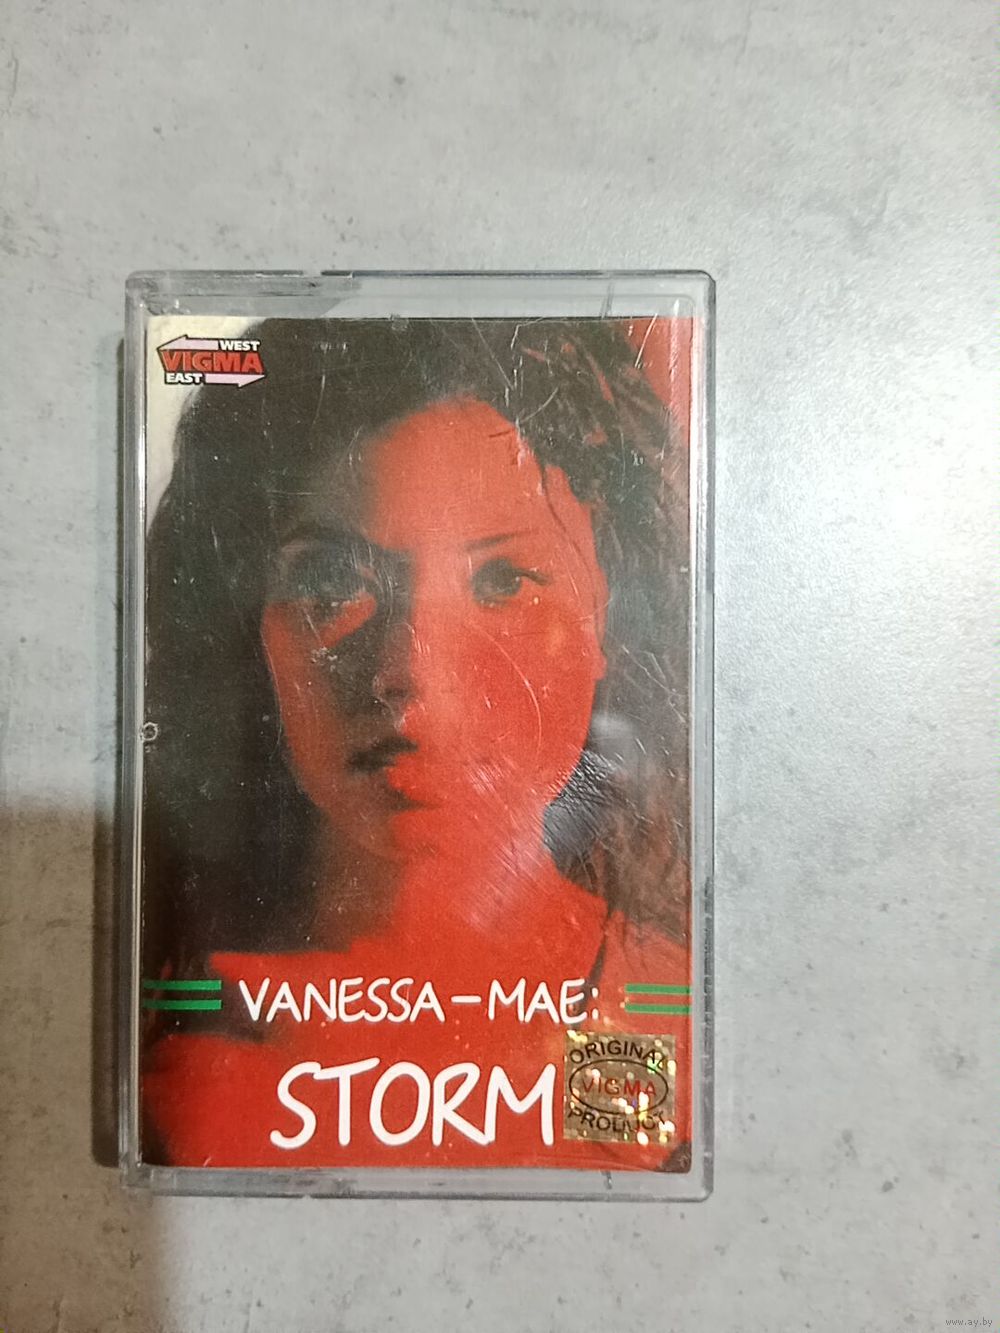 WEST
VIGMA
EAST
VANESSA-MAE:
STORM
ORIGINAL
VIGMA
PRODUCT
www.ay.by